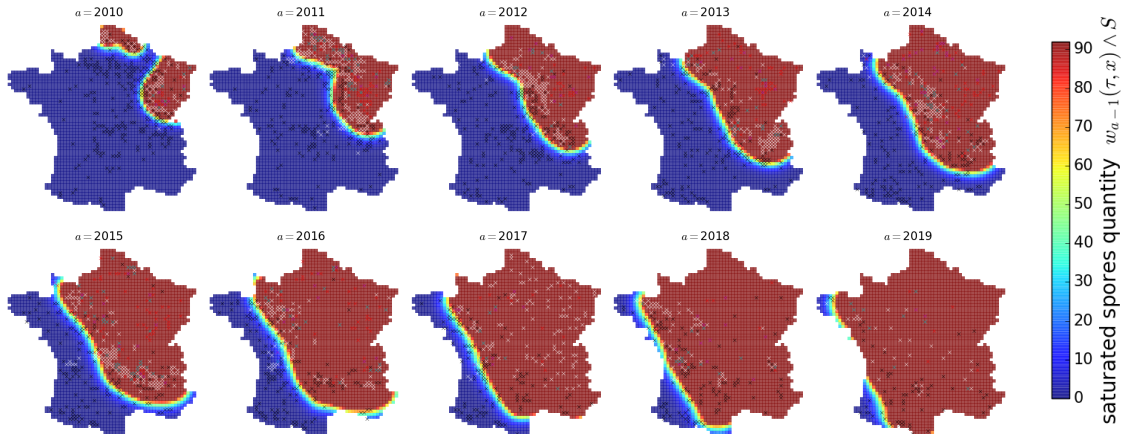 a = 2010
a = 2011
a = 2012
a = 2013
a = 2014
a = 2015
a = 2016
a = 2017
a = 2018
a = 2019
90
80
70
60
50
40
30
20
10
0
saturated spores quantity w_{a−1}(τ, x) ∧ S